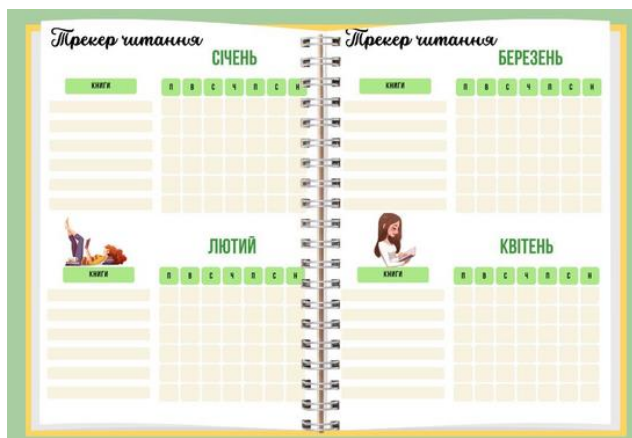 Трекер читання
СІЧЕНЬ
КНИГИ
П В С Ч П С Н
ЛЮТИЙ
КНИГИ
П В С Ч П С Н
Трекер читання
БЕРЕЗЕНЬ
КНИГИ
П В С Ч П С Н
КВІТЕНЬ
КНИГИ
П В С Ч П С Н